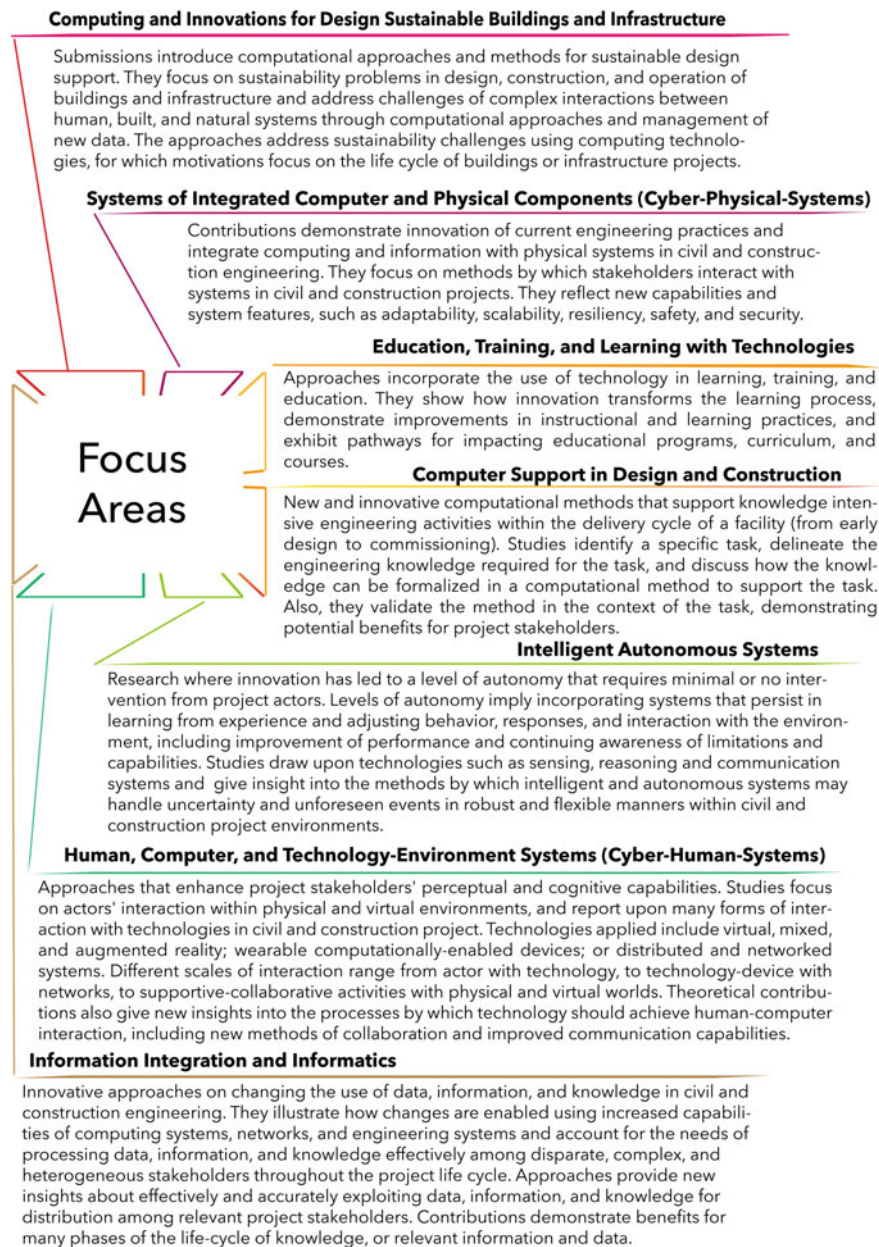 Computing and Innovations for Design Sustainable Buildings and Infrastructure
Submissions introduce computational approaches and methods for sustainable design
support. They focus on sustainability problems in design, construction, and operation of
buildings and infrastructure and address challenges of complex interactions between
human, built, and natural systems through computational approaches and management of
new data. The approaches address sustainability challenges using computing technolo-
gies, for which motivations focus on the life cycle of buildings or infrastructure projects.
Systems of Integrated Computer and Physical Components (Cyber-Physical-Systems)
Contributions demonstrate innovation of current engineering practices and
integrate computing and information with physical systems in civil and construc-
tion engineering. They focus on methods by which stakeholders interact with
systems in civil and construction projects. They reflect new capabilities and
system features, such as adaptability, scalability, resiliency, safety, and security.
Education, Training, and Learning with Technologies
Approaches incorporate the use of technology in learning, training, and
education. They show how innovation transforms the learning process,
demonstrate improvements in instructional and learning practices, and
exhibit pathways for impacting educational programs, curriculum, and
courses.
Focus
Areas
Computer Support in Design and Construction
New and innovative computational methods that support knowledge inten-
sive engineering activities within the delivery cycle of a facility (from early
design to commissioning). Studies identify a specific task, delineate the
engineering knowledge required for the task, and discuss how the knowl-
edge can be formalized in a computational method to support the task.
Also, they validate the method in the context of the task, demonstrating
potential benefits for project stakeholders.
Intelligent Autonomous Systems
Research where innovation has led to a level of autonomy that requires minimal or no inter-
vention from project actors. Levels of autonomy imply incorporating systems that persist in
learning from experience and adjusting behavior, responses, and interaction with the environ-
ment, including improvement of performance and continuing awareness of limitations and
capabilities. Studies draw upon technologies such as sensing, reasoning and communication
systems and give insight into the methods by which intelligent and autonomous systems may
handle uncertainty and unforeseen events in robust and flexible manners within civil and
construction project environments.
Human, Computer, and Technology-Environment Systems (Cyber-Human-Systems)
Approaches that enhance project stakeholders' perceptual and cognitive capabilities. Studies focus
on actors' interaction within physical and virtual environments, and report upon many forms of inter-
action with technologies in civil and construction project. Technologies applied include virtual, mixed,
and augmented reality; wearable computationally-enabled devices; or distributed and networked
systems. Different scales of interaction range from actor with technology, to technology-device with
networks, to supportive-collaborative activities with physical and virtual worlds. Theoretical contribu-
tions also give new insights into the processes by which technology should achieve human-computer
interaction, including new methods of collaboration and improved communication capabilities.
Information Integration and Informatics
Innovative approaches on changing the use of data, information, and knowledge in civil and
construction engineering. They illustrate how changes are enabled using increased capabili-
ties of computing systems, networks, and engineering systems and account for the needs of
processing data, information, and knowledge effectively among disparate, complex, and
heterogeneous stakeholders throughout the project life cycle. Approaches provide new
insights about effectively and accurately exploiting data, information, and knowledge for
distribution among relevant project stakeholders. Contributions demonstrate benefits for
many phases of the life-cycle of knowledge, or relevant information and data.